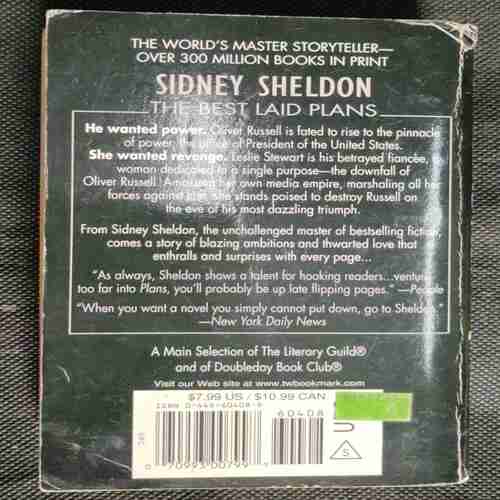 THE WORLD'S MASTER STORYTELLER—
OVER 300 MILLION BOOKS IN PRINT
SIDNEY SHELDON
THE BEST LAID PLANS
He wanted power. Oliver Russell is fated to rise to the pinnacle
of power, the office of President of the United States.
She wanted revenge. Leslie Stewart is his betrayed fiancée, a
woman dedicated to a single purpose—the downfall of
Oliver Russell. Amassing her own media empire, marshaling all her
forces against him, she stands poised to destroy Russell on
the eve of his most dazzling triumph.
From Sidney Sheldon, the unchallenged master of bestselling fiction,
comes a story of blazing ambitions and thwarted love that
enthralls and surprises with every page...
"As always, Sheldon shows a talent for hooking readers...venture
too far into Plans, you'll probably be up late flipping pages." —People
"When you want a novel you simply cannot put down, go to Sheldon."
—New York Daily News
A Main Selection of The Literary Guild®
and of Doubleday Book Club®
Visit our Web site at www.twbookmark.com
$7.99 US / $10.99 CAN
ISBN 0-446-60408-
60408
U
S
0 70993 00799